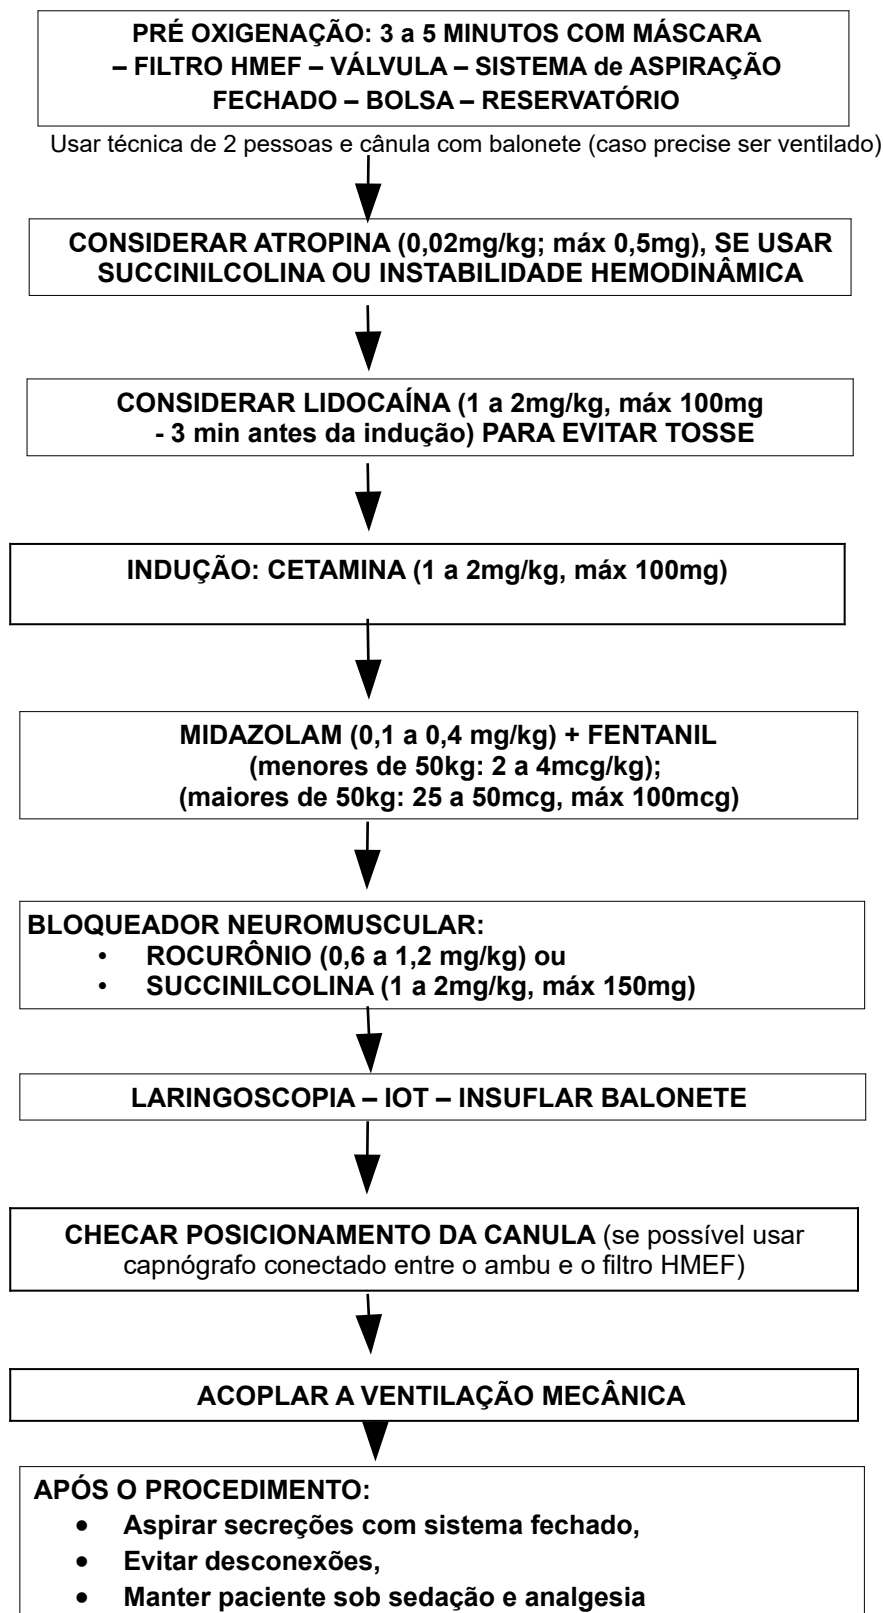 PRÉ OXIGENAÇÃO: 3 a 5 MINUTOS COM MÁSCARA
– FILTRO HMEF – VÁLVULA – SISTEMA de ASPIRAÇÃO
FECHADO – BOLSA – RESERVATÓRIO
Usar técnica de 2 pessoas e cânula com balonete (caso precise ser ventilado)
CONSIDERAR ATROPINA (0,02mg/kg; máx 0,5mg), SE USAR
SUCCINILCOLINA OU INSTABILIDADE HEMODINÂMICA
CONSIDERAR LIDOCAÍNA (1 a 2mg/kg, máx 100mg
- 3 min antes da indução) PARA EVITAR TOSSE
INDUÇÃO: CETAMINA (1 a 2mg/kg, máx 100mg)
MIDAZOLAM (0,1 a 0,4 mg/kg) + FENTANIL
(menores de 50kg: 2 a 4mcg/kg);
(maiores de 50kg: 25 a 50mcg, máx 100mcg)
BLOQUEADOR NEUROMUSCULAR:
• ROCURÔNIO (0,6 a 1,2 mg/kg) ou
• SUCCINILCOLINA (1 a 2mg/kg, máx 150mg)
LARINGOSCOPIA – IOT – INSUFLAR BALONETE
CHECAR POSICIONAMENTO DA CANULA (se possível usar
capnógrafo conectado entre o ambu e o filtro HMEF)
ACOPLAR A VENTILAÇÃO MECÂNICA
APÓS O PROCEDIMENTO:
• Aspirar secreções com sistema fechado,
• Evitar desconexões,
• Manter paciente sob sedação e analgesia